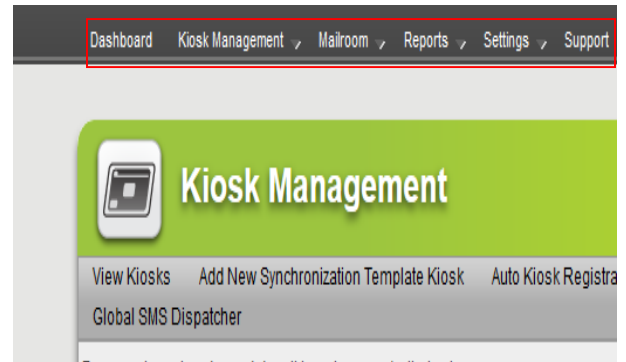 Dashboard Kiosk Management Mailroom Reports Settings Support
Kiosk Management
View Kiosks Add New Synchronization Template Kiosk Auto Kiosk
Global SMS Dispatcher